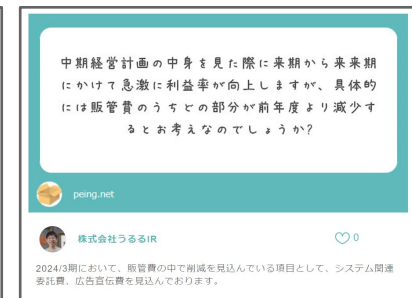 中期経営計画の中身を見た際に来期から来来期
にかけて急激に利益率が向上しますが、具体的
には販管費のうちどの部分が前年度より減少す
るとお考えなのでしょうか?
peing.net
株式会社うるるIR
0
2024/3期において、販管費の中で削減を見込んでいる項目として、システム関連
委託費、広告宣伝費を見込んでおります。